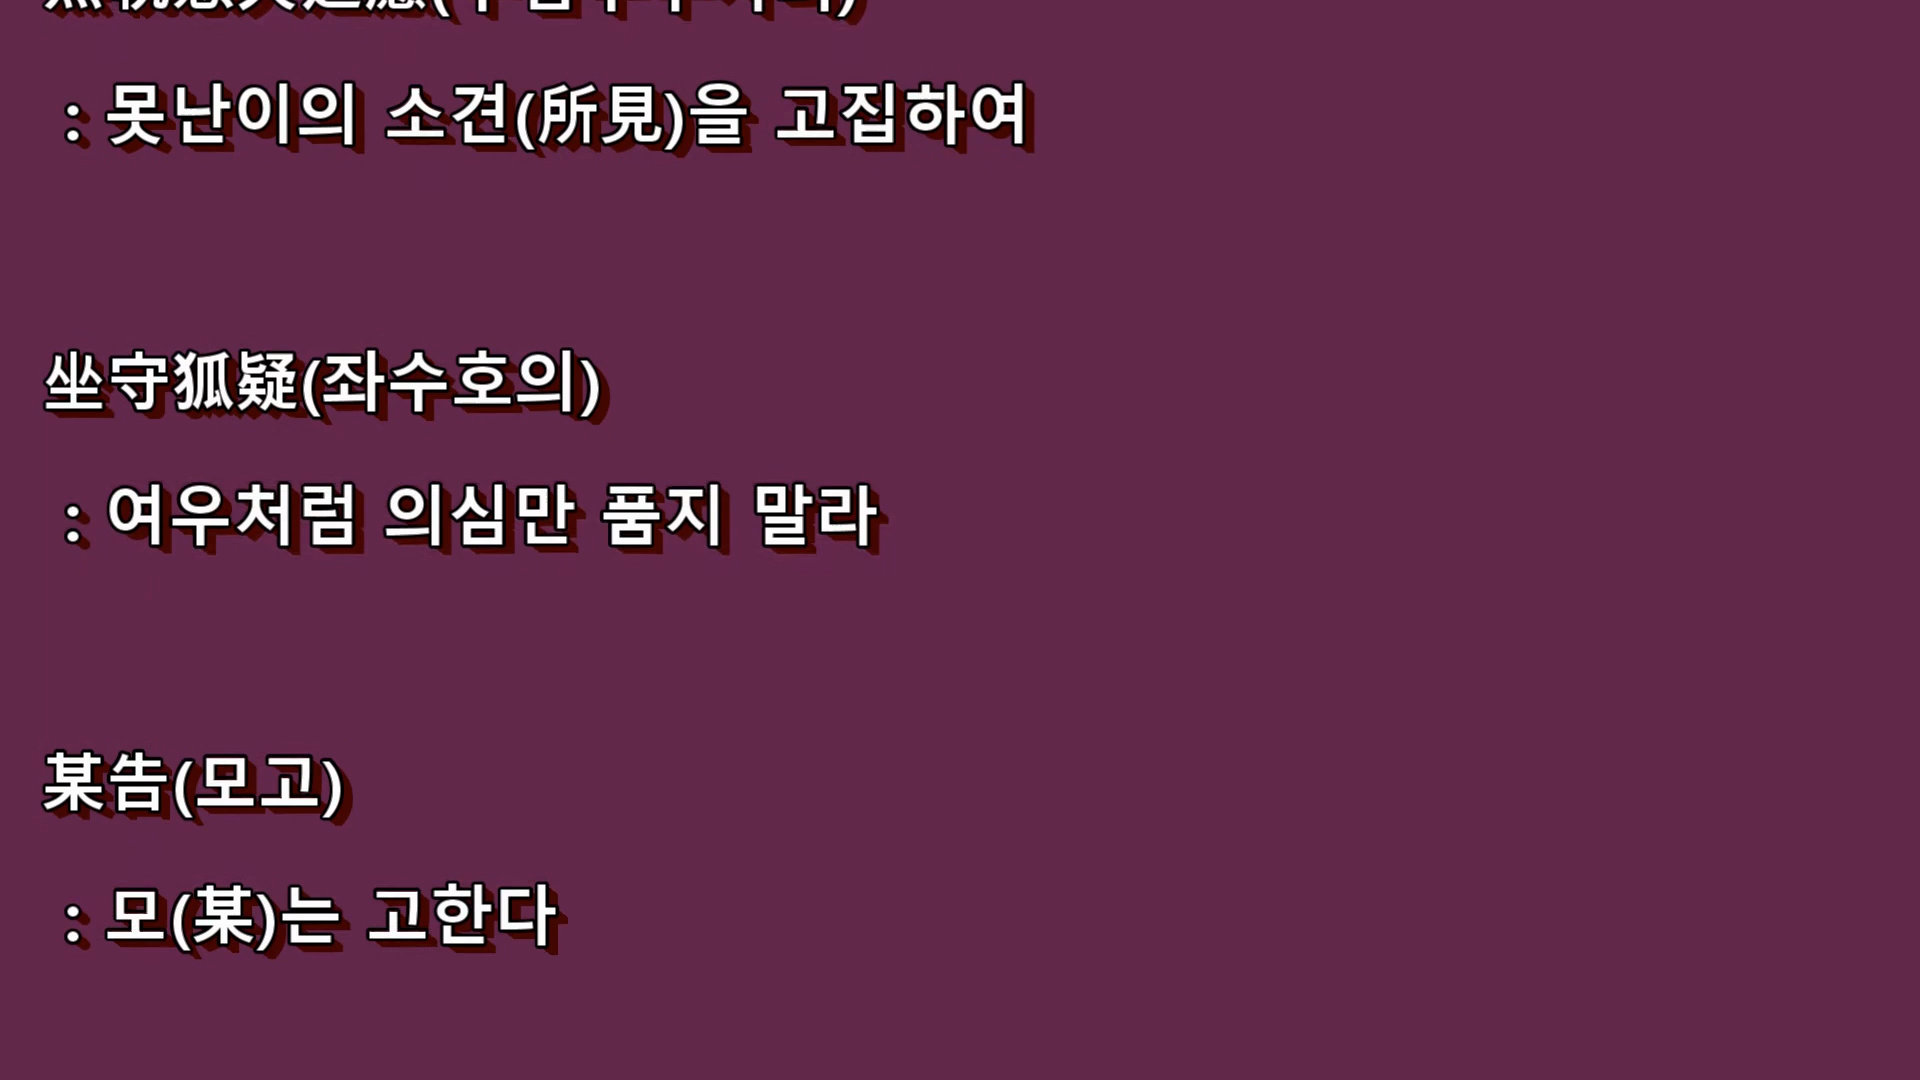 : 못난이의 소견(所見)을 고집하여
坐守狐疑(좌수호의)
: 여우처럼 의심만 품지 말라
某告(모고)
: 모(某)는 고한다